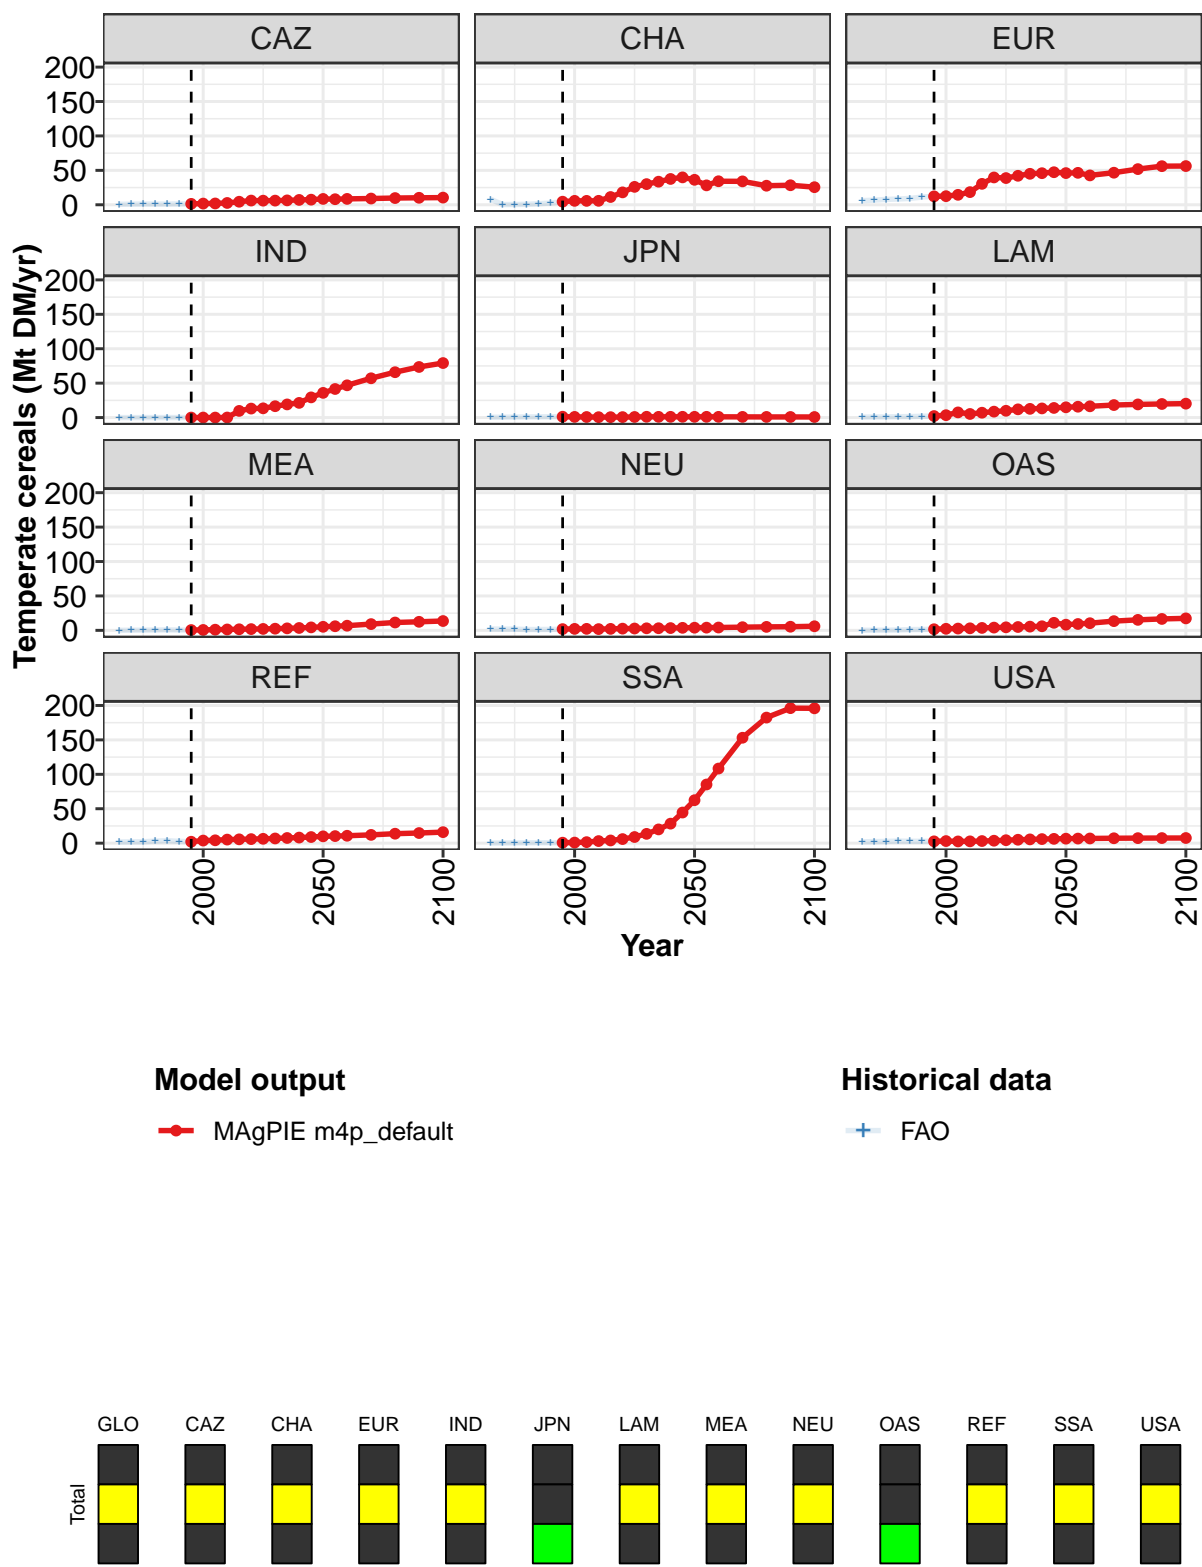 CAZ CHA EUR
200
150
100
50
0
IND JPN LAM
200
150
100
50
0
MEA NEU OAS
200
150
100
50
0
REF SSA USA
200
150
100
50
0
Temperate cereals (Mt DM/yr)
2000 2050 2100 2000 2050 2100 2000 2050 2100
Year
Model output
MAgPIE m4p_default
Historical data
FAO
GLO CAZ CHA EUR IND JPN LAM MEA NEU OAS REF SSA USA
Total